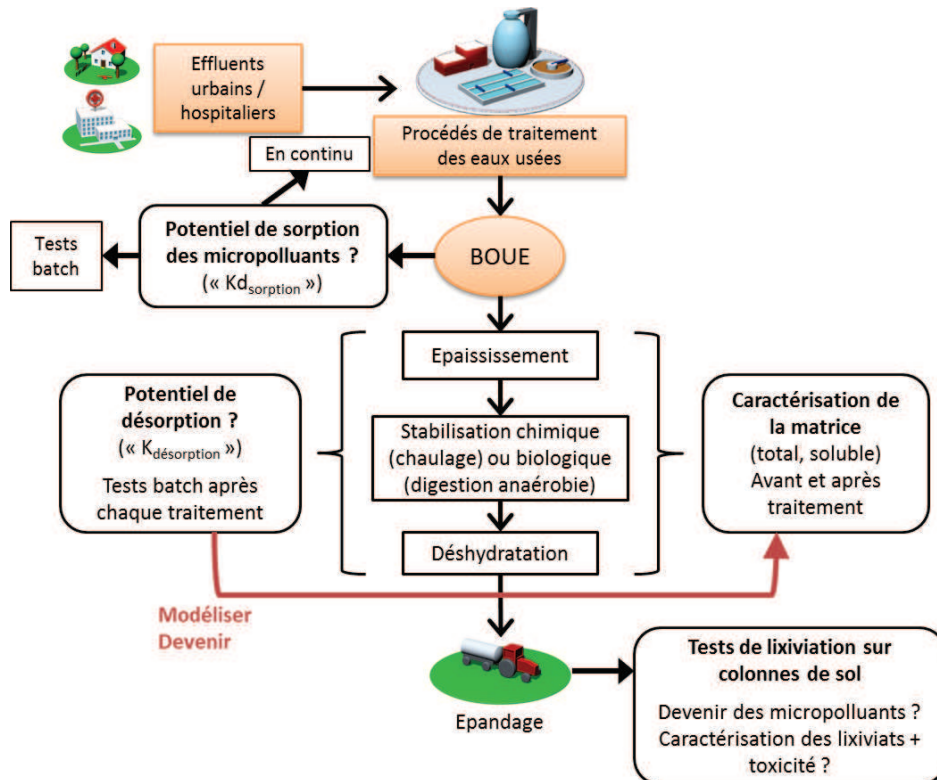 Effluents
urbains /
hospitaliers
Procédés de traitement
des eaux usées
En continu
Potentiel de sorption
des micropolluants ?
(« Kdsorption »)
Tests
batch
BOUE
Epaississement
Stabilisation chimique
(chaulage) ou biologique
(digestion anaérobie)
Déshydratation
Potentiel de
désorption ?
(« Kdésorption »)
Tests batch après
chaque traitement
Caractérisation de
la matrice
(total, soluble)
Avant et après
traitement
Modéliser
Devenir
Epandage
Tests de lixiviation sur
colonnes de sol
Devenir des micropolluants ?
Caractérisation des lixiviats +
toxicité ?